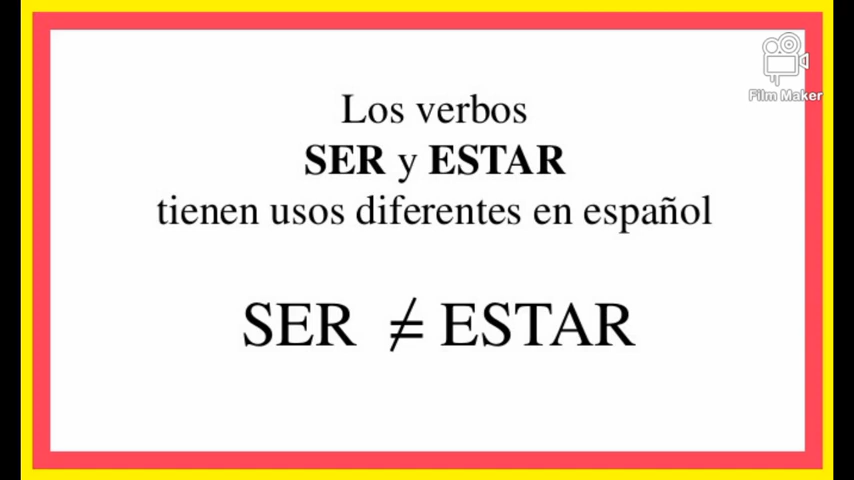 Film Maker
Los verbos
SER y ESTAR
tienen usos diferentes en español
SER ≠ ESTAR